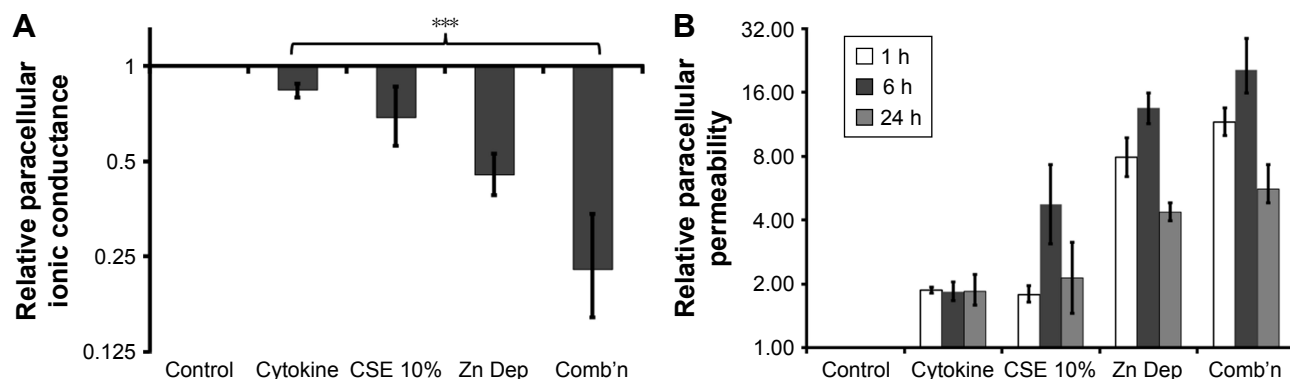 A
***
Relative paracellular
ionic conductance
1
0.5
0.25
0.125
Control Cytokine CSE 10% Zn Dep Comb'n
B
Relative paracellular
permeability
32.00
16.00
8.00
4.00
2.00
1.00
1 h
6 h
24 h
Control Cytokine CSE 10% Zn Dep Comb'n